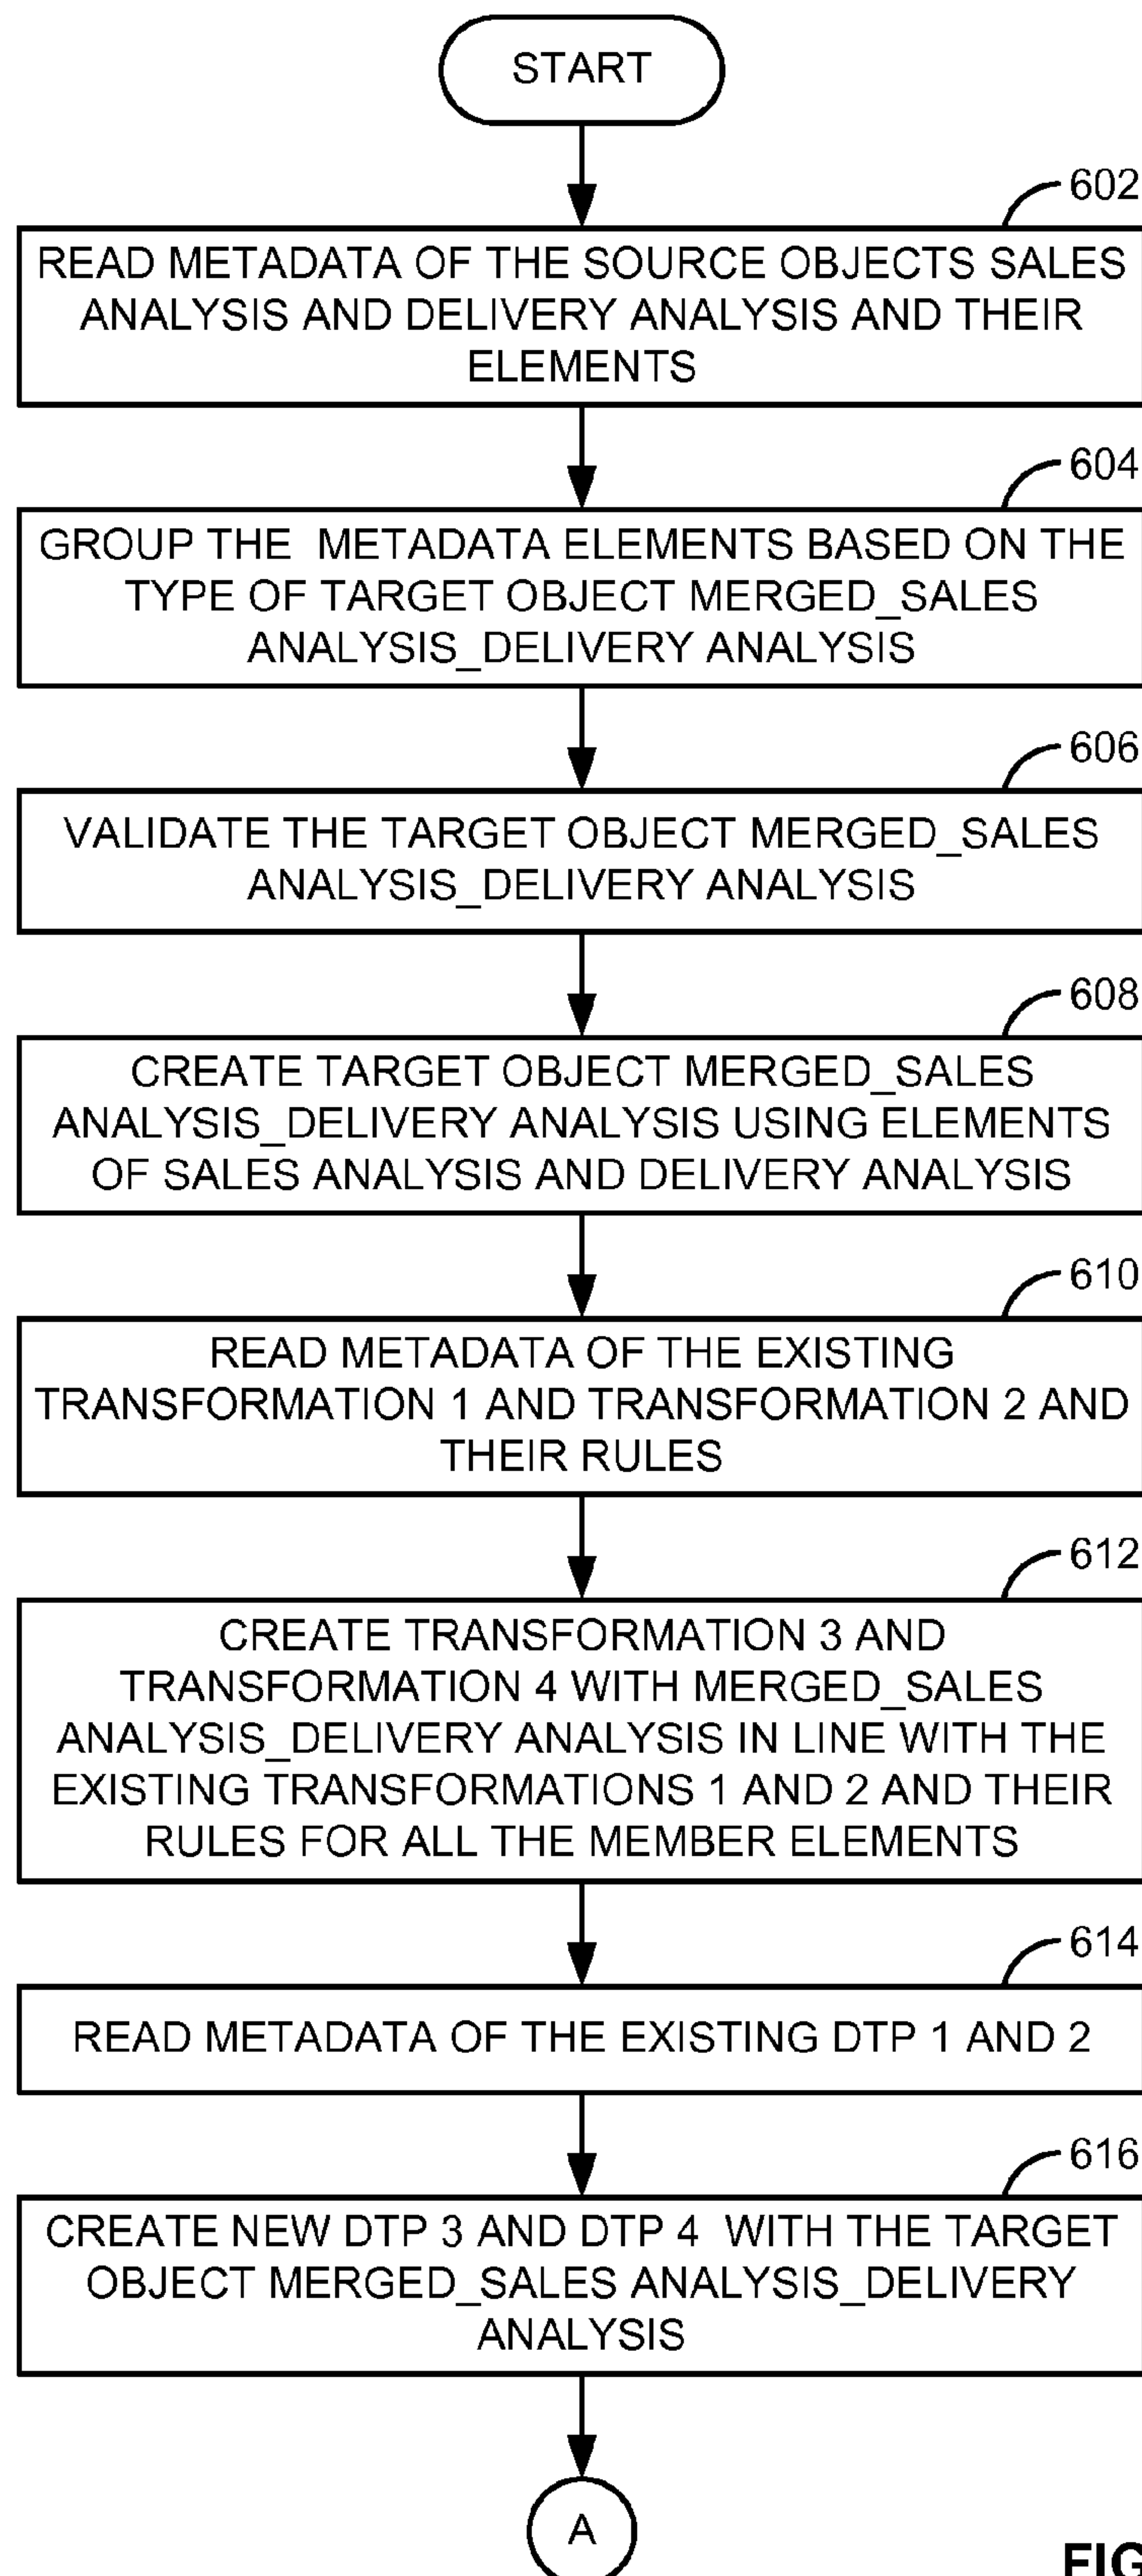 START
602
READ METADATA OF THE SOURCE OBJECTS SALES
ANALYSIS AND DELIVERY ANALYSIS AND THEIR
ELEMENTS
604
GROUP THE METADATA ELEMENTS BASED ON THE
TYPE OF TARGET OBJECT MERGED_SALES
ANALYSIS_DELIVERY ANALYSIS
606
VALIDATE THE TARGET OBJECT MERGED_SALES
ANALYSIS_DELIVERY ANALYSIS
608
CREATE TARGET OBJECT MERGED_SALES
ANALYSIS_DELIVERY ANALYSIS USING ELEMENTS
OF SALES ANALYSIS AND DELIVERY ANALYSIS
610
READ METADATA OF THE EXISTING
TRANSFORMATION 1 AND TRANSFORMATION 2 AND
THEIR RULES
612
CREATE TRANSFORMATION 3 AND
TRANSFORMATION 4 WITH MERGED_SALES
ANALYSIS_DELIVERY ANALYSIS IN LINE WITH THE
EXISTING TRANSFORMATIONS 1 AND 2 AND THEIR
RULES FOR ALL THE MEMBER ELEMENTS
614
READ METADATA OF THE EXISTING DTP 1 AND 2
616
CREATE NEW DTP 3 AND DTP 4 WITH THE TARGET
OBJECT MERGED_SALES ANALYSIS_DELIVERY
ANALYSIS
A
FIG